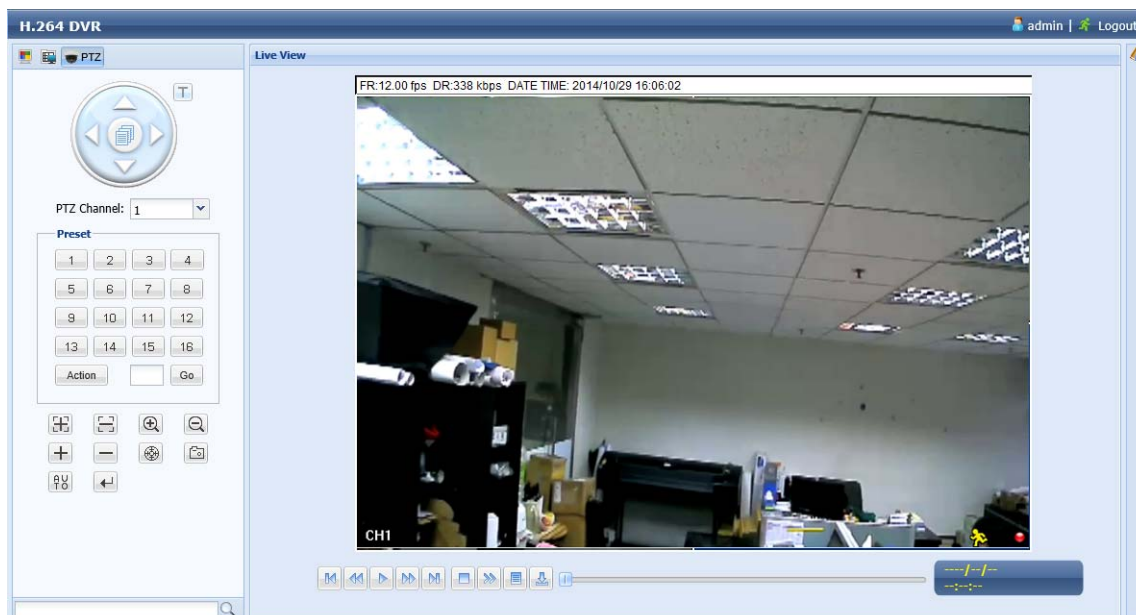 H.264 DVR
admin | Logout
PTZ
Live View
T
FR:12.00 fps DR:338 kbps DATE TIME: 2014/10/29 16:06:02
PTZ Channel: 1
Preset
1 2 3 4
5 6 7 8
9 10 11 12
13 14 15 16
Action Go
AUTO
CH1
----/--/--
--:--:--